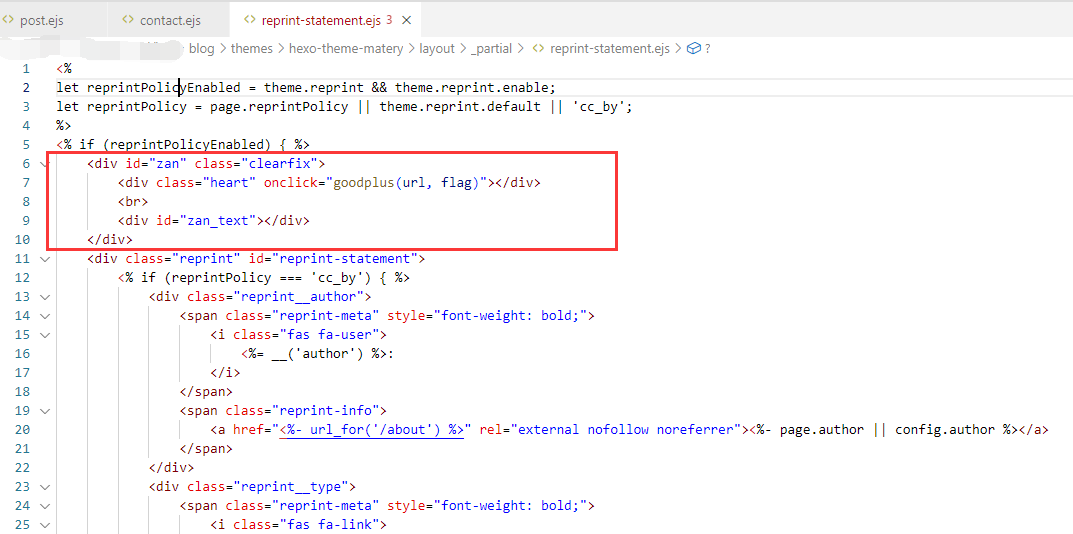 post.ejs contact.ejs reprint-statement.ejs 3
blog > themes > hexo-theme-matery > layout > _partial > reprint-statement.ejs > ?
1 <%
2 let reprintPolicyEnabled = theme.reprint && theme.reprint.enable;
3 let reprintPolicy = page.reprintPolicy || theme.reprint.default || 'cc_by';
4 %>
5 <% if (reprintPolicyEnabled) { %>
6 <div id="zan" class="clearfix">
7 <div class="heart" onclick="goodplus(url, flag)"></div>
8 <br>
9 <div id="zan_text"></div>
10 </div>
11 <div class="reprint" id="reprint-statement">
12 <% if (reprintPolicy === 'cc_by') { %>
13 <div class="reprint__author">
14 <span class="reprint-meta" style="font-weight: bold;">
15 <i class="fas fa-user">
16 <%= __('author') %>:
17 </i>
18 </span>
19 <span class="reprint-info">
20 <a href="<%- url_for('/about') %>" rel="external nofollow noreferrer"><%- page.author || config.author %></a>
21 </span>
22 </div>
23 <div class="reprint__type">
24 <span class="reprint-meta" style="font-weight: bold;">
25 <i class="fas fa-link">